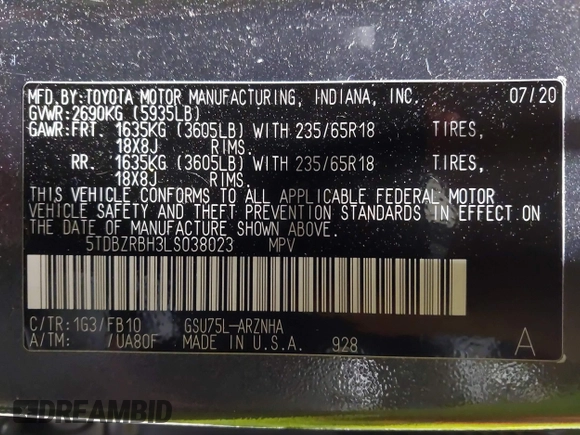 MFD.BY:TOYOTA MOTOR MANUFACTURING, INDIANA, INC. 07/20
GVWR:2690KG (5935LB)
GAWR:FRT. 1635KG (3605LB) WITH 235/65R18 TIRES,
18X8J RIMS.
RR. 1635KG (3605LB) WITH 235/65R18 TIRES,
18X8J RIMS.
THIS VEHICLE CONFORMS TO ALL APPLICABLE FEDERAL MOTOR
VEHICLE SAFETY AND THEFT PREVENTION STANDARDS IN EFFECT ON
THE DATE OF MANUFACTURE SHOWN ABOVE.
5TDBZRBH3LS038023 MPV
C/TR:1G3/FB10 GSU75L-ARZNHA
A/TM: /UA80F MADE IN U.S.A. 928 A
DREAMBID